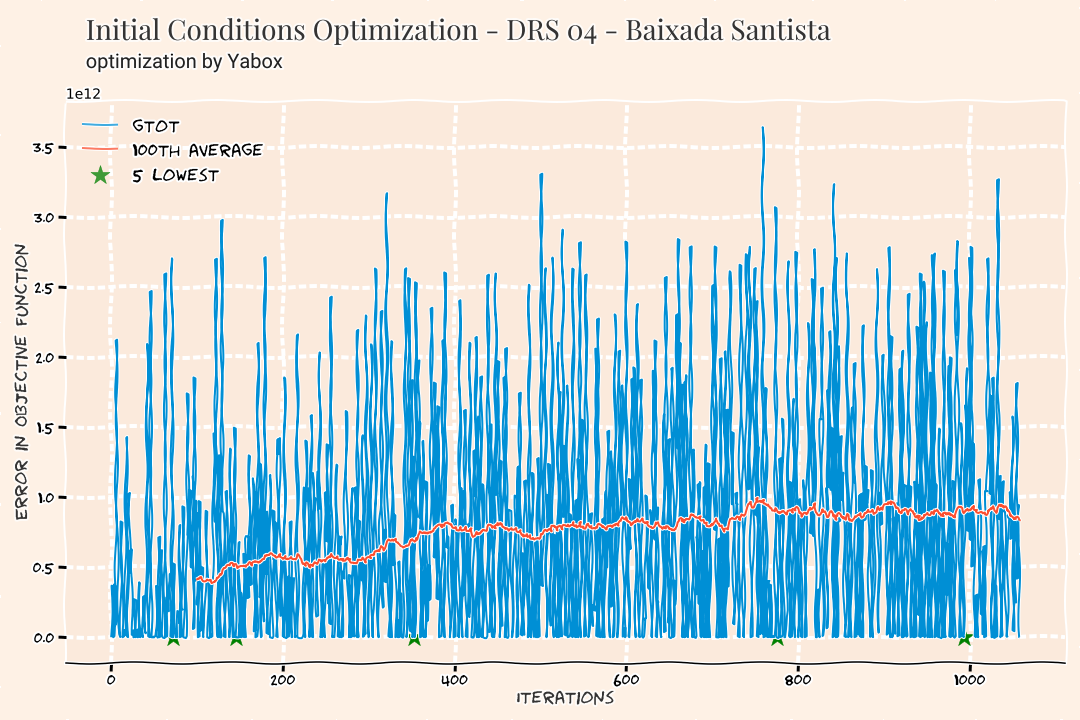 Initial Conditions Optimization - DRS 04 - Baixada Santista
optimization by Yabox
1e12
GTOT
100TH AVERAGE
5 LOWEST
3.5
3.0
2.5
2.0
1.5
1.0
0.5
0.0
ERROR IN OBJECTIVE FUNCTION
0 200 400 600 800 1000
ITERATIONS